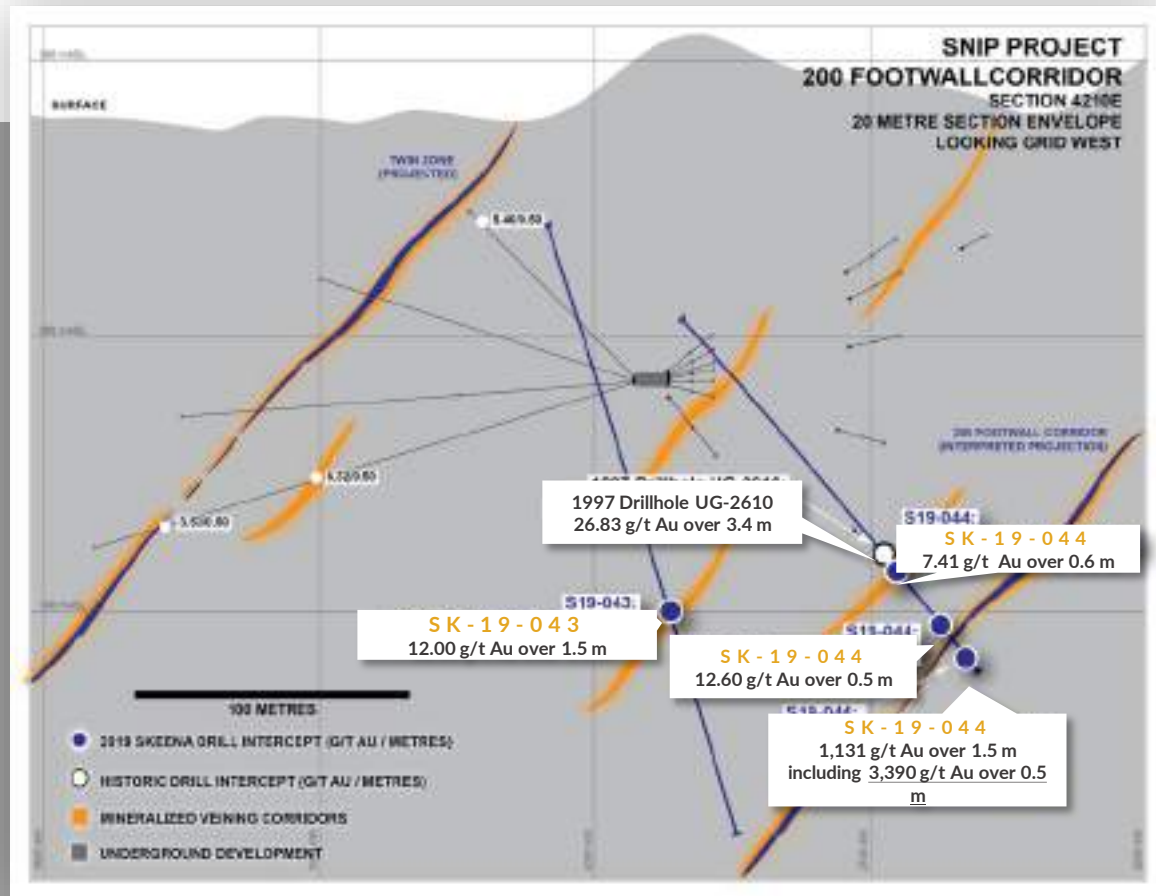 SNIP PROJECT
200 FOOTWALLCORRIDOR
SECTION 4210E
20 METRE SECTION ENVELOPE
LOOKING GRID WEST
SURFACE
TWIN ZONE
(PROJECTED)
200 FOOTWALL CORRIDOR
(INTERPRETED PROJECTION)
1997 Drillhole UG-2610
26.83 g/t Au over 3.4 m
S19-044:
SK-19-044
7.41 g/t Au over 0.6 m
S19-043:
SK-19-043
12.00 g/t Au over 1.5 m
S19-044:
SK-19-044
12.60 g/t Au over 0.5 m
S19-044:
SK-19-044
1,131 g/t Au over 1.5 m
including 3,390 g/t Au over 0.5
m
100 METRES
2019 SKEENA DRILL INTERCEPT (G/T AU / METRES)
HISTORIC DRILL INTERCEPT (G/T AU / METRES)
MINERALIZED VEINING CORRIDORS
UNDERGROUND DEVELOPMENT